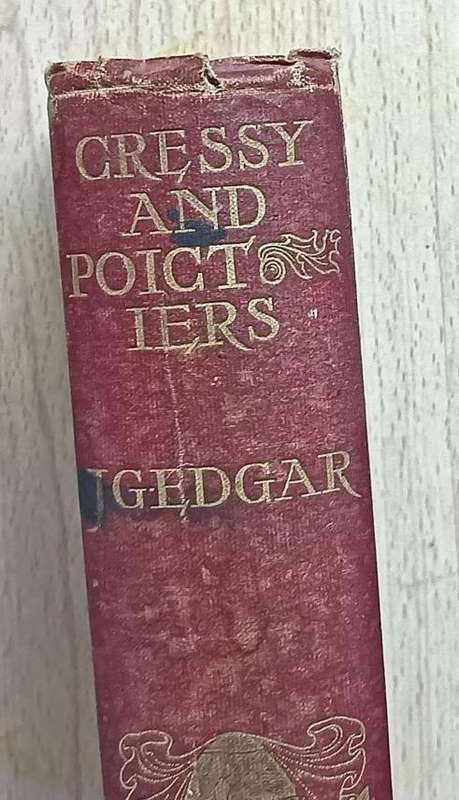 CRESSY
AND
POICT
IERS
J.G.EDGAR